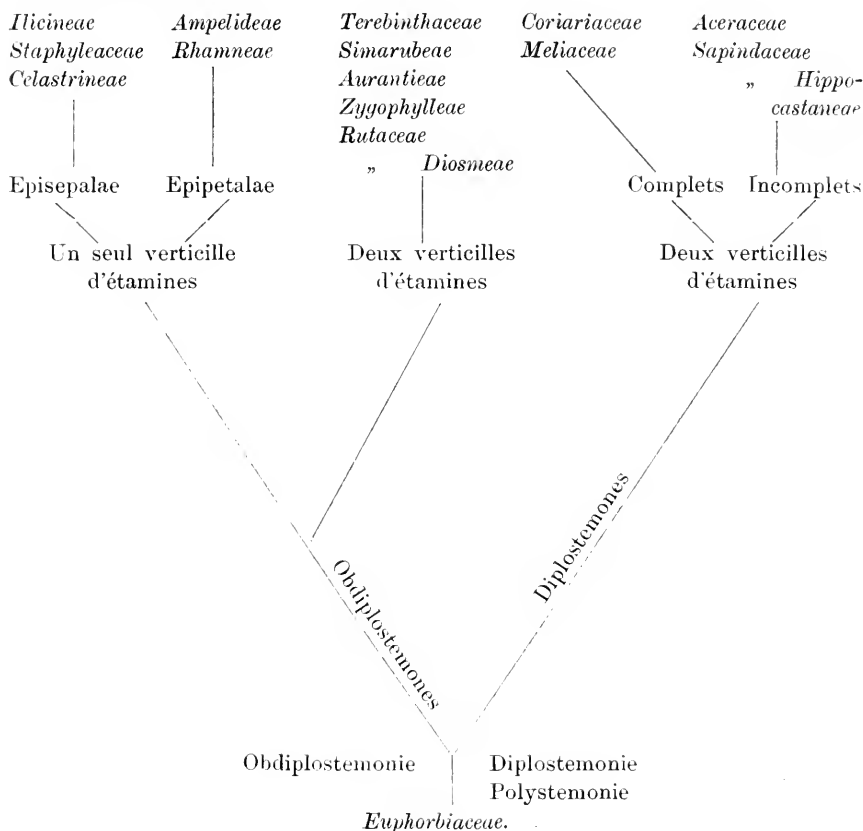 Ilicineae
Staphyleaceae
Celastrineae
Ampelideae
Rhamneae
Terebinthaceae
Simarubeae
Aurantieae
Zygophylleae
Rutaceae
„ Diosmeae
Coriariaceae
Meliaceae
Aceraceae
Sapindaceae
„ Hippo-
castaneae
Episepalae
Epipetalae
Complets
Incomplets
Un seul verticille
d'étamines
Deux verticilles
d'étamines
Deux verticilles
d'étamines
Obdiplostemones
Diplostemones
Obdiplostemonie
Diplostemonie
Polystemonie
Euphorbiaceae.